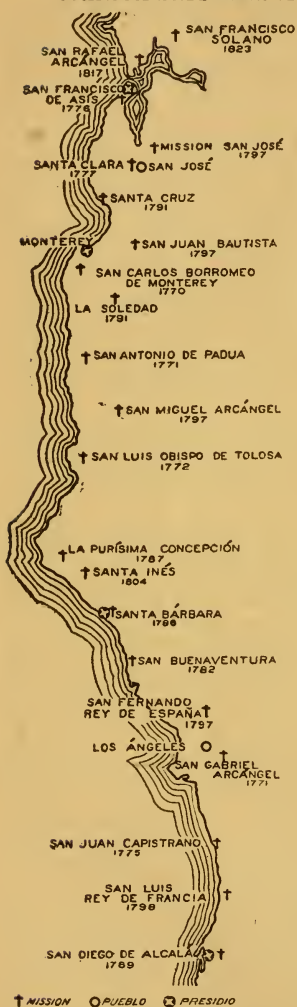 SAN FRANCISCO
SOLANO
1823
SAN RAFAEL
ARCÁNGEL
1817
SAN FRANCISCO
DE ASIS
1776
MISSION SAN JOSÉ
1797
SANTA CLARA
1777
SAN JOSÉ
SANTA CRUZ
1791
MONTEREY
SAN JUAN BAUTISTA
1797
SAN CARLOS BORROMEO
DE MONTEREY
1770
LA SOLEDAD
1791
SAN ANTONIO DE PADUA
1771
SAN MIGUEL ARCÁNGEL
1797
SAN LUIS OBISPO DE TOLOSA
1772
LA PURÍSIMA CONCEPCIÓN
1787
SANTA INÉS
1804
SANTA BÁRBARA
1786
SAN BUENAVENTURA
1782
SAN FERNANDO
REY DE ESPAÑA
1797
LOS ÁNGELES
SAN GABRIEL
ARCÁNGEL
1771
SAN JUAN CAPISTRANO
1775
SAN LUIS
REY DE FRANCIA
1798
SAN DIEGO DE ALCALÁ
1769
MISSION PUEBLO PRESIDIO